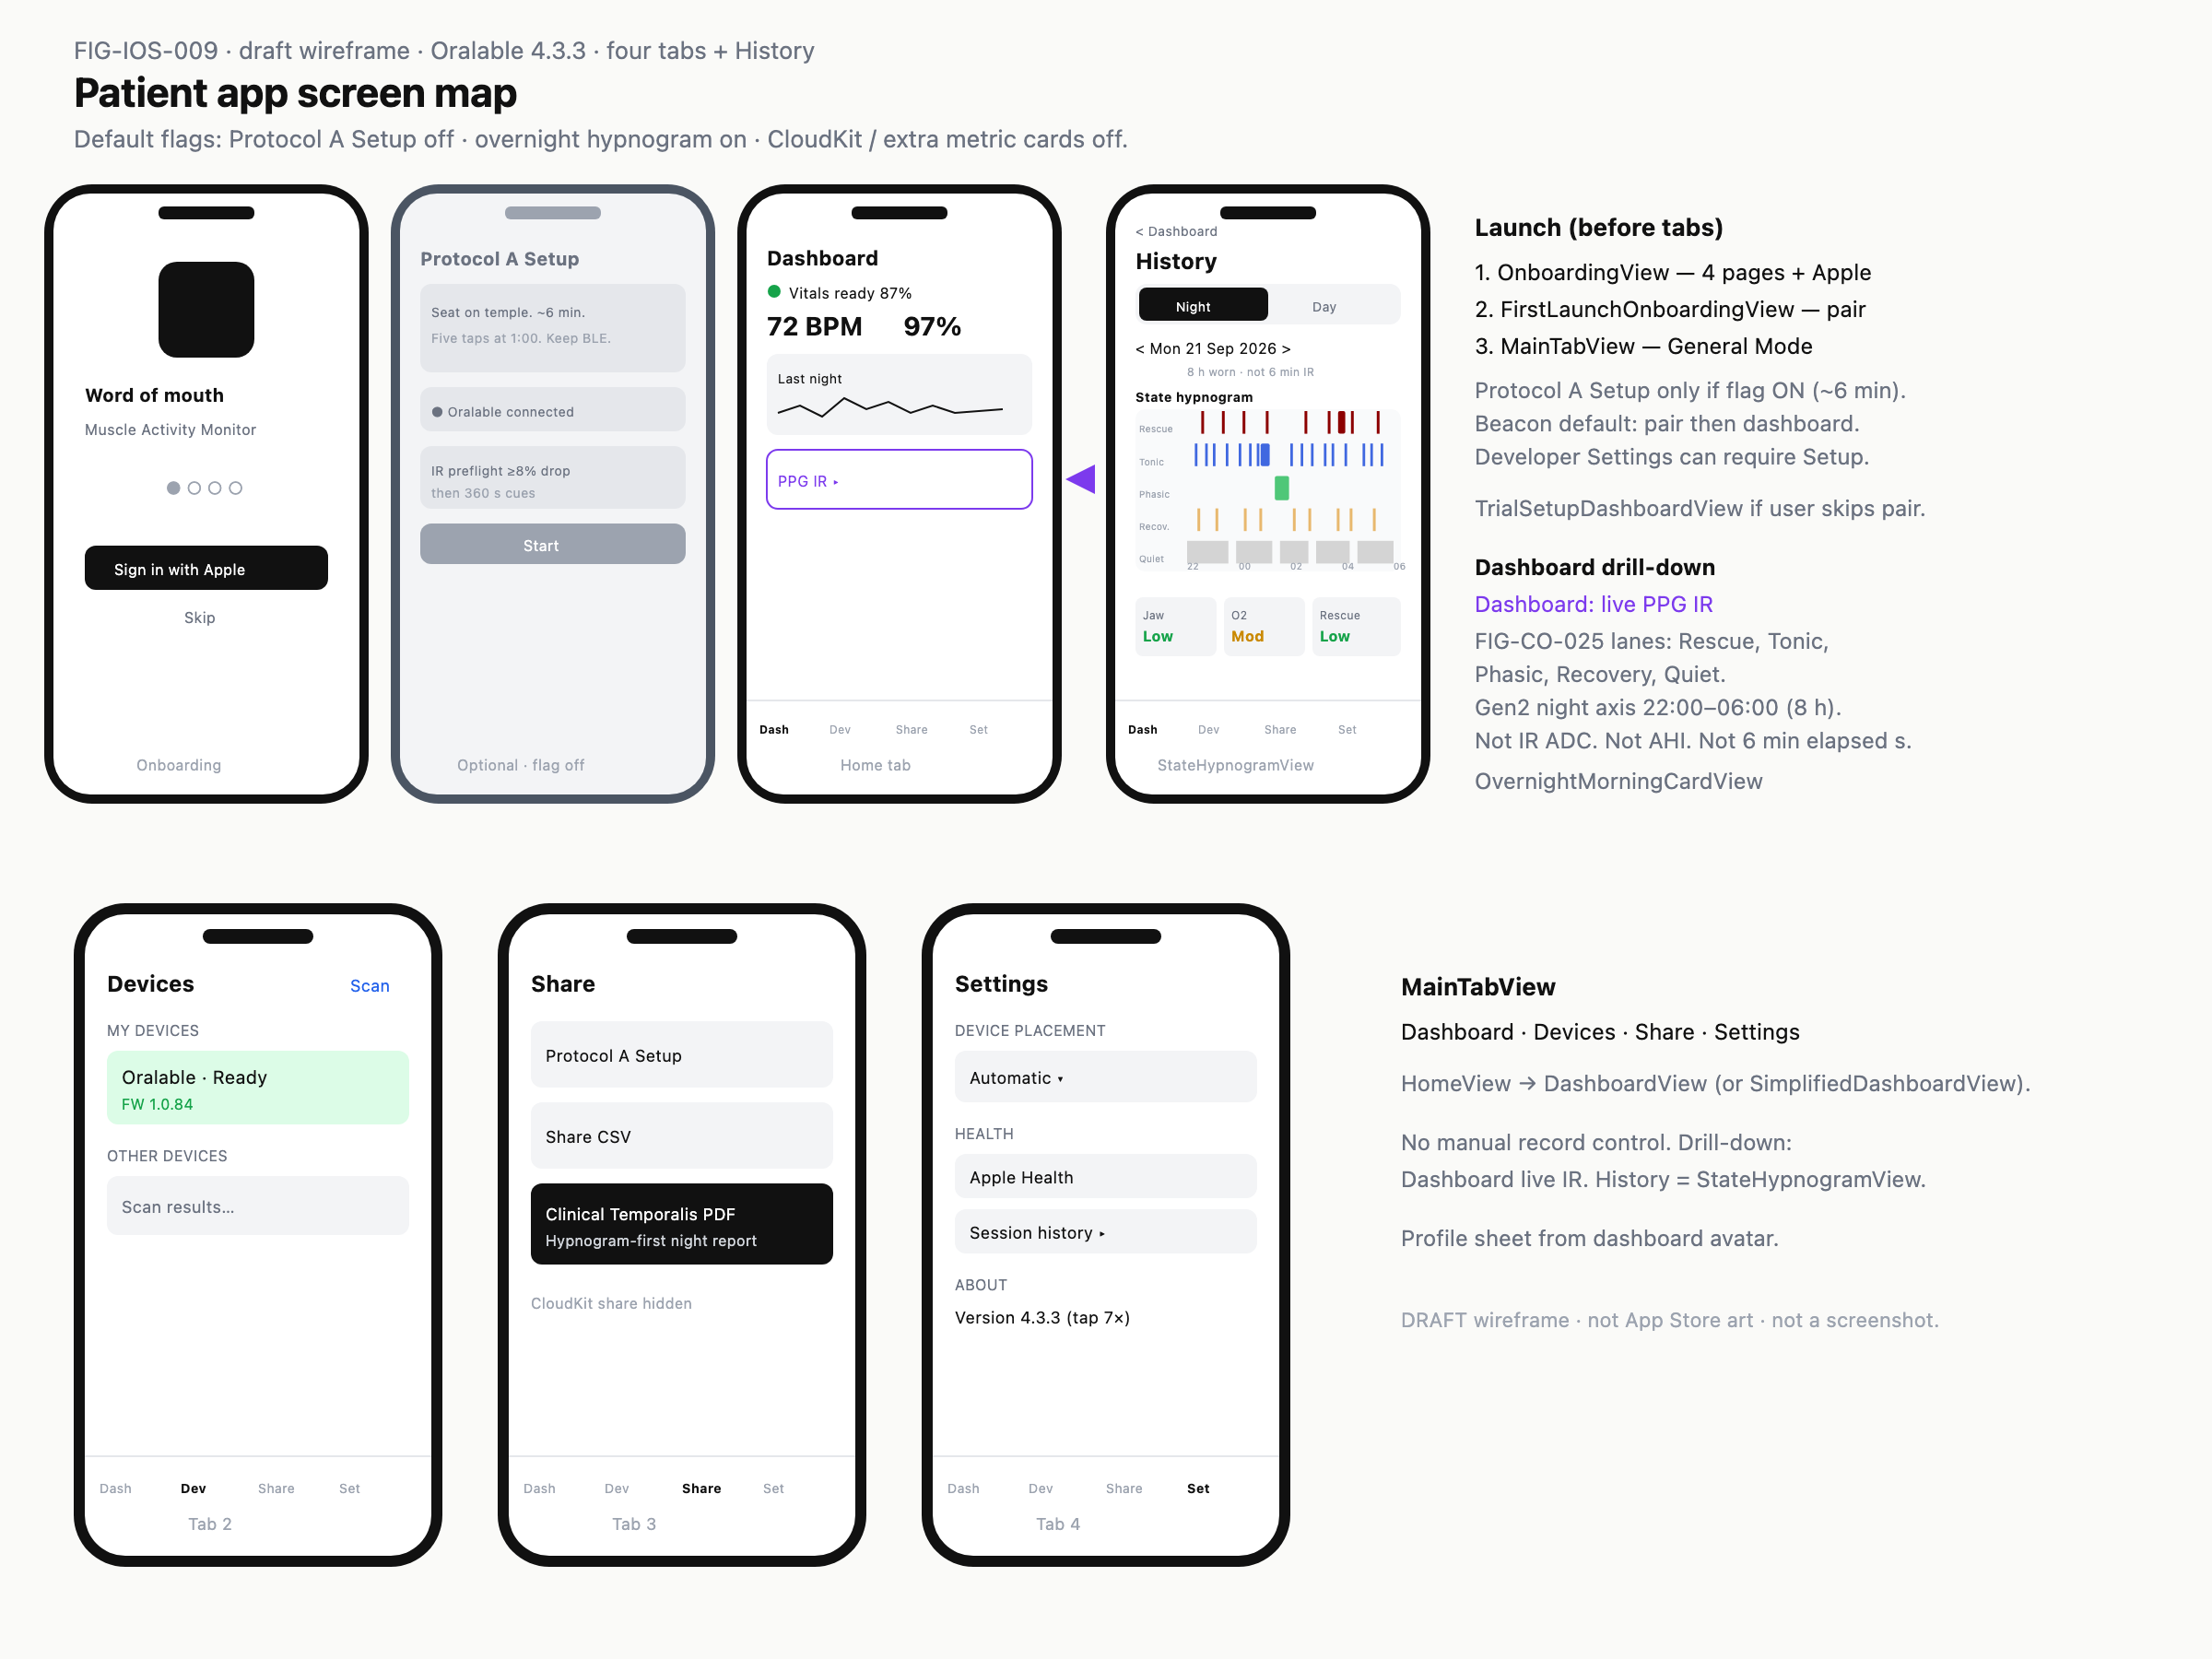 FIG-IOS-009 · draft wireframe · Oralable 4.3.3 · four tabs + History
Patient app screen map
Default flags: Protocol A Setup off · overnight hypnogram on · CloudKit / extra metric cards off.
Word of mouth
Muscle Activity Monitor
Sign in with Apple
Skip
Onboarding
Protocol A Setup
Seat on temple. ~6 min.
Five taps at 1:00. Keep BLE.
Oralable connected
IR preflight ≥8% drop
then 360 s cues
Start
Optional · flag off
Dashboard
Vitals ready 87%
72 BPM 97%
Last night
PPG IR ▸
Dash Dev Share Set
Home tab
< Dashboard
History
Night Day
< Mon 21 Sep 2026 >
8 h worn · not 6 min IR
State hypnogram
Rescue
Tonic
Phasic
Recov.
Quiet
22 00 02 04 06
Jaw O2 Rescue
Low Mod Low
Dash Dev Share Set
StateHypnogramView
Launch (before tabs)
1. OnboardingView — 4 pages + Apple
2. FirstLaunchOnboardingView — pair
3. MainTabView — General Mode
Protocol A Setup only if flag ON (~6 min).
Beacon default: pair then dashboard.
Developer Settings can require Setup.
TrialSetupDashboardView if user skips pair.
Dashboard drill-down
Dashboard: live PPG IR
FIG-CO-025 lanes: Rescue, Tonic,
Phasic, Recovery, Quiet.
Gen2 night axis 22:00–06:00 (8 h).
Not IR ADC. Not AHI. Not 6 min elapsed s.
OvernightMorningCardView
Devices Scan
MY DEVICES
Oralable · Ready
FW 1.0.84
OTHER DEVICES
Scan results…
Dash Dev Share Set
Tab 2
Share
Protocol A Setup
Share CSV
Clinical Temporalis PDF
Hypnogram-first night report
CloudKit share hidden
Dash Dev Share Set
Tab 3
Settings
DEVICE PLACEMENT
Automatic ▾
HEALTH
Apple Health
Session history ▸
ABOUT
Version 4.3.3 (tap 7×)
Dash Dev Share Set
Tab 4
MainTabView
Dashboard · Devices · Share · Settings
HomeView → DashboardView (or SimplifiedDashboardView).
No manual record control. Drill-down:
Dashboard live IR. History = StateHypnogramView.
Profile sheet from dashboard avatar.
DRAFT wireframe · not App Store art · not a screenshot.